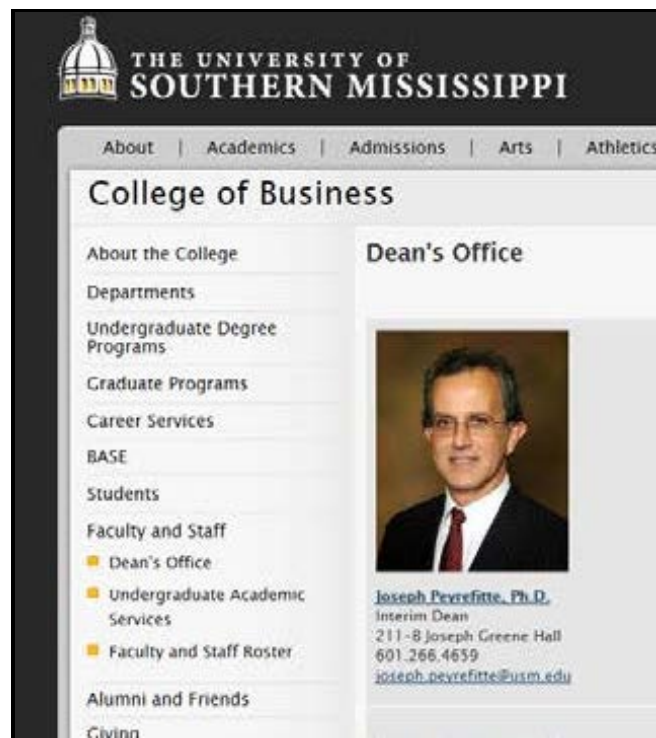 THE UNIVERSITY OF
SOUTHERN MISSISSIPPI
About | Academics | Admissions | Arts | Athletics
College of Business
About the College
Departments
Undergraduate Degree
Programs
Graduate Programs
Career Services
BASE
Students
Faculty and Staff
Dean's Office
Undergraduate Academic
Services
Faculty and Staff Roster
Alumni and Friends
Giving
Dean's Office
Joseph Peyrefitte, Ph.D.
Interim Dean
211-8 Joseph Greene Hall
601.266.4659
joseph.peyrefitte@usm.edu